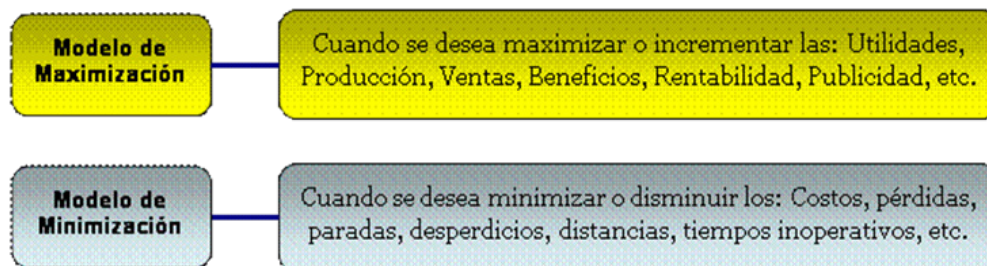 Modelo de
Maximización
Cuando se desea maximizar o incrementar las: Utilidades,
Producción, Ventas, Beneficios, Rentabilidad, Publicidad, etc.
Modelo de
Minimización
Cuando se desea minimizar o disminuir los: Costos, pérdidas,
paradas, desperdicios, distancias, tiempos inoperativos, etc.